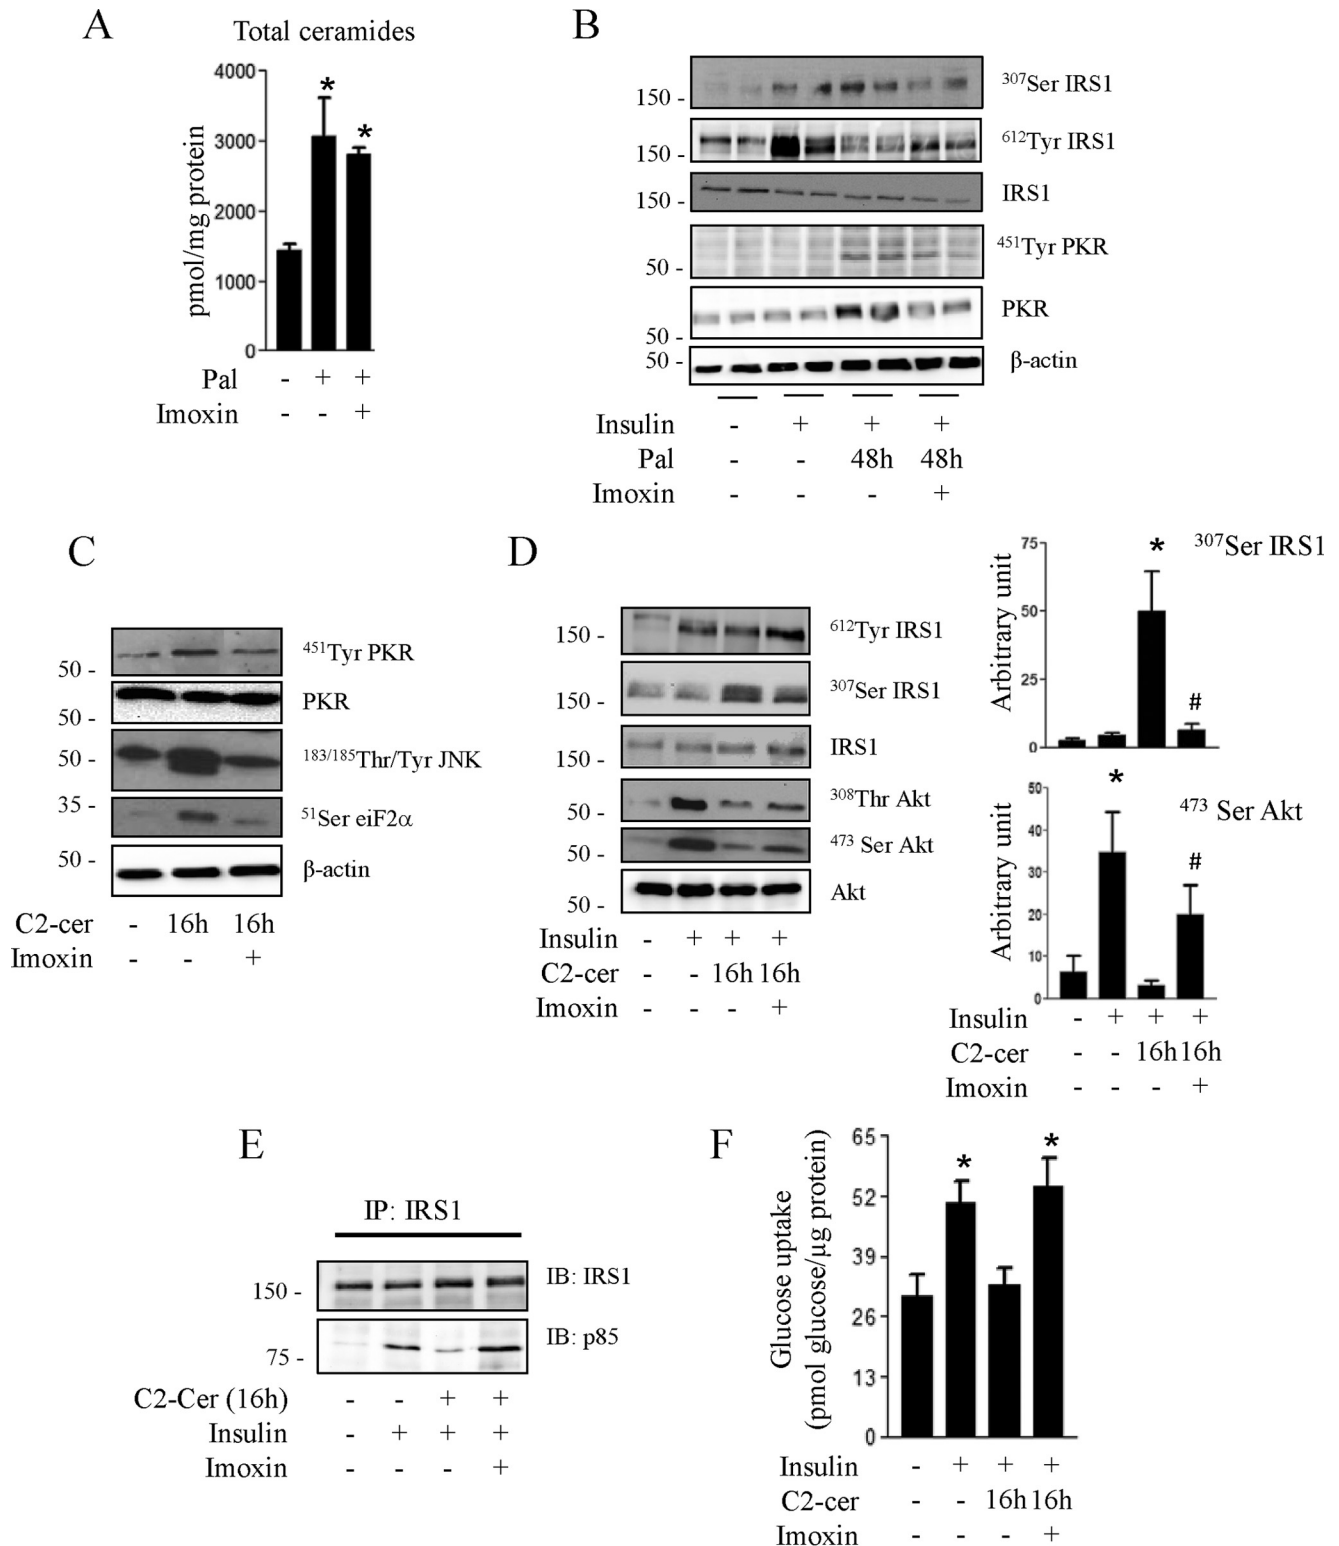 A
Total ceramides
pmol/mg protein
4000
3000
2000
1000
0
*
*
Pal - + +
Imoxin - - +
B
150 -
307Ser IRS1
150 -
612Tyr IRS1
150 -
IRS1
50 -
451Tyr PKR
50 -
PKR
50 -
β-actin
Insulin - + + +
Pal - - 48h 48h
Imoxin - - - +
C
50 -
451Tyr PKR
50 -
PKR
50 -
183/185Thr/Tyr JNK
35 -
51Ser eiF2α
50 -
β-actin
C2-cer - 16h 16h
Imoxin - - +
D
150 -
612Tyr IRS1
150 -
307Ser IRS1
150 -
IRS1
50 -
308Thr Akt
50 -
473 Ser Akt
50 -
Akt
Insulin - + + +
C2-cer - - 16h 16h
Imoxin - - - +
307Ser IRS1
Arbitrary unit
75
50
25
0
*
#
473 Ser Akt
Arbitrary unit
50
40
30
20
10
0
*
#
Insulin - + + +
C2-cer - - 16h 16h
Imoxin - - - +
E
IP: IRS1
150 -
IB: IRS1
75 -
IB: p85
C2-Cer (16h) - - + +
Insulin - + + +
Imoxin - - - +
F
Glucose uptake
(pmol glucose/µg protein)
65
52
39
26
13
0
*
*
Insulin - + + +
C2-cer - - 16h 16h
Imoxin - - - +